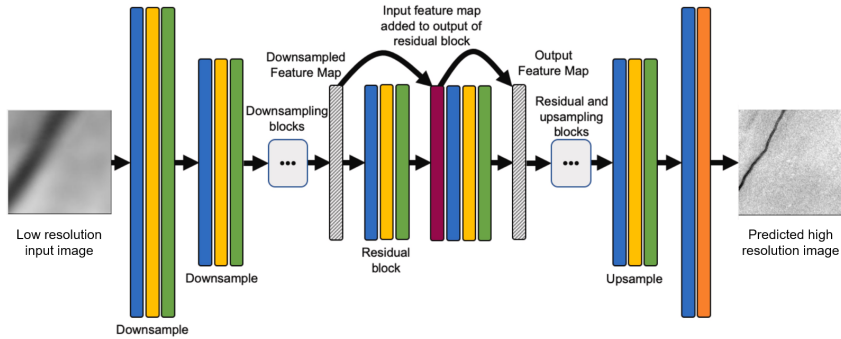 Input feature map
added to output of
residual block
Downsampled
Feature Map
Output
Feature Map
Downsampling
blocks
•••
Residual and
upsampling
blocks
•••
Low resolution
input image
Downsample
Downsample
Residual
block
Upsample
Predicted high
resolution image